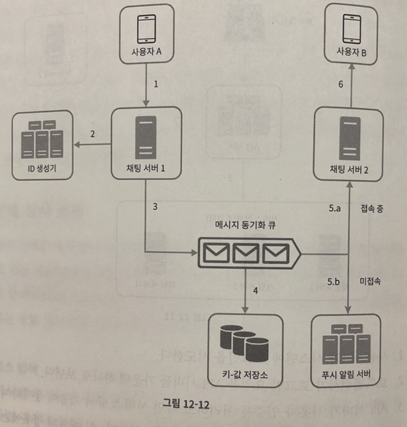 사용자 A
사용자 B
1
6
2
ID 생성기
채팅 서버 1
채팅 서버 2
3
5.a 접속 중
메시지 동기화 큐
5.b 미접속
4
키-값 저장소
푸시 알림 서버
그림 12-12